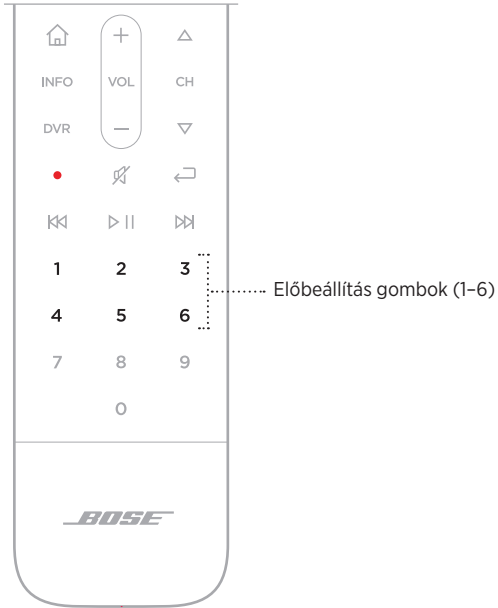 INFO VOL CH
DVR
1 2 3
Előbeállítás gombok (1–6)
4 5 6
7 8 9
0
BOSE